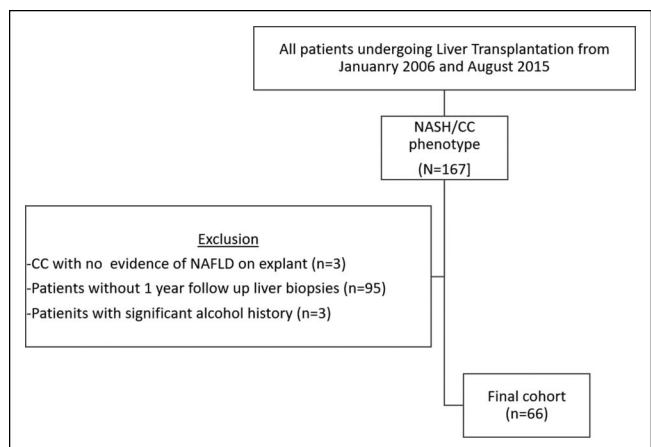 All patients undergoing Liver Transplantation from
Januanry 2006 and August 2015
NASH/CC
phenotype
(N=167]
Exclusion
-CC with no evidence of NAFLD on explant (n=3)
-Patients without 1 year follow up liver biopsies (n=95)
-Patienits with significant alcohol history (n=3)
Final cohort
(n=66)